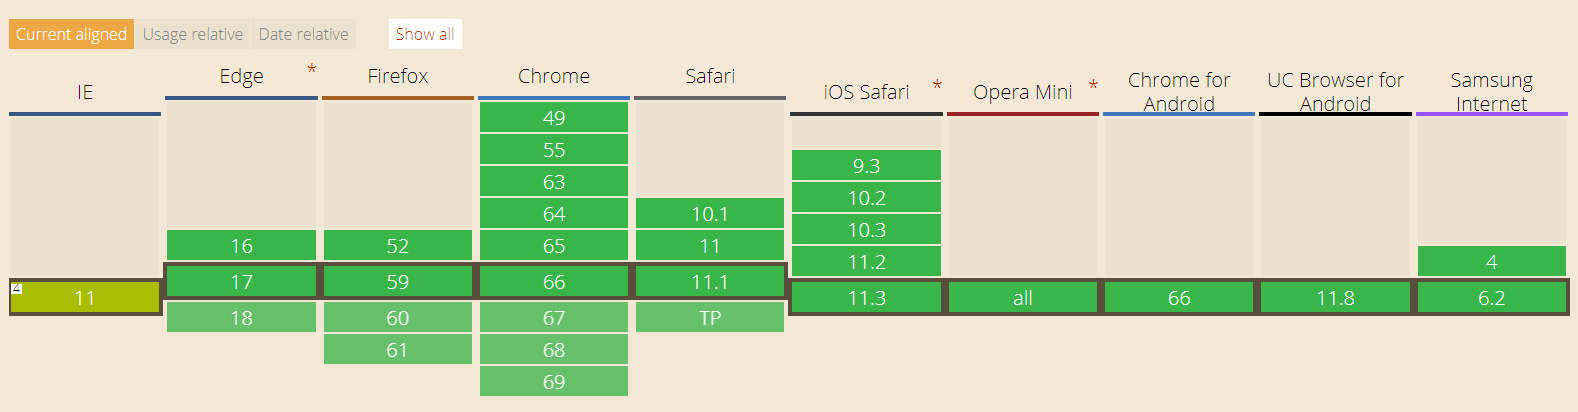 Current aligned Usage relative Date relative Show all
IE Edge * Firefox Chrome Safari iOS Safari * Opera Mini * Chrome for Android UC Browser for Android Samsung Internet
49
55
63 9.3
64 10.1 10.2
65 11 10.3
16 52 11.2 4
17 59 66 11.1
4 11 11.3 all 66 11.8 6.2
18 60 67 TP
61 68
69